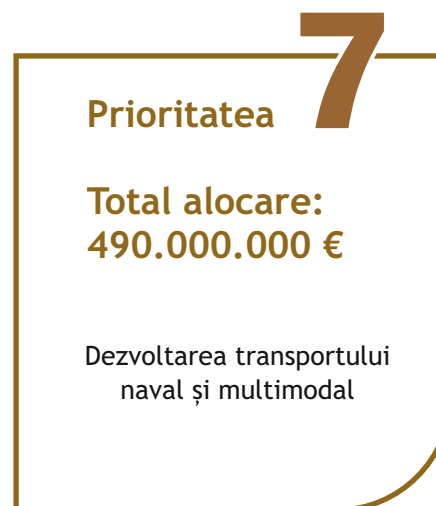 Prioritatea 7
Total alocare:
490.000.000 €
Dezvoltarea transportului
naval și multimodal